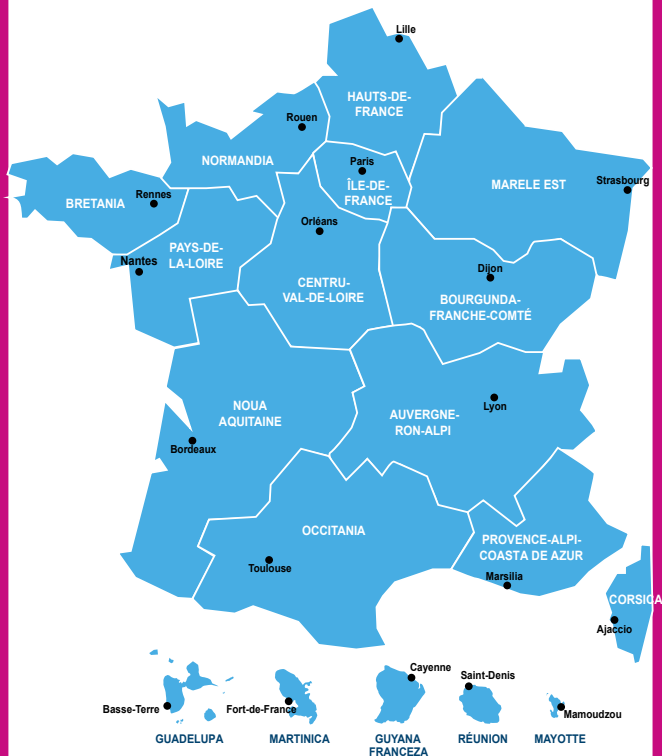 Lille
HAUTS-DE-
FRANCE
Rouen
NORMANDIA
Paris
ÎLE-DE-
FRANCE
MARELE EST
Strasbourg
BRETANIA
Rennes
Orléans
PAYS-DE-
LA-LOIRE
Nantes
CENTRU-
VAL-DE-LOIRE
Dijon
BOURGUNDA-
FRANCHE-COMTÉ
NOUA
AQUITAINE
Bordeaux
AUVERGNE-
RON-ALPI
Lyon
OCCITANIA
Toulouse
PROVENCE-ALPI-
COASTA DE AZUR
Marsilia
CORSICA
Ajaccio
Basse-Terre
GUADELUPA
Fort-de-France
MARTINICA
Cayenne
GUYANA
FRANCEZA
Saint-Denis
RÉUNION
Mamoudzou
MAYOTTE